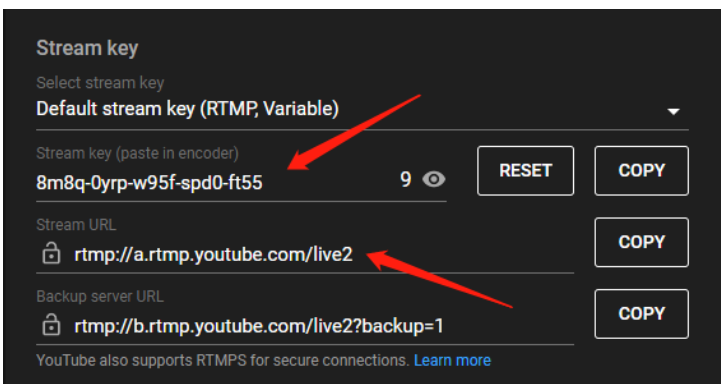 Stream key
Select stream key
Default stream key (RTMP, Variable)
Stream key (paste in encoder)
8m8q-0yrp-w95f-spd0-ft55 9 RESET COPY
Stream URL
rtmp://a.rtmp.youtube.com/live2 COPY
Backup server URL
rtmp://b.rtmp.youtube.com/live2?backup=1 COPY
YouTube also supports RTMPS for secure connections. Learn more